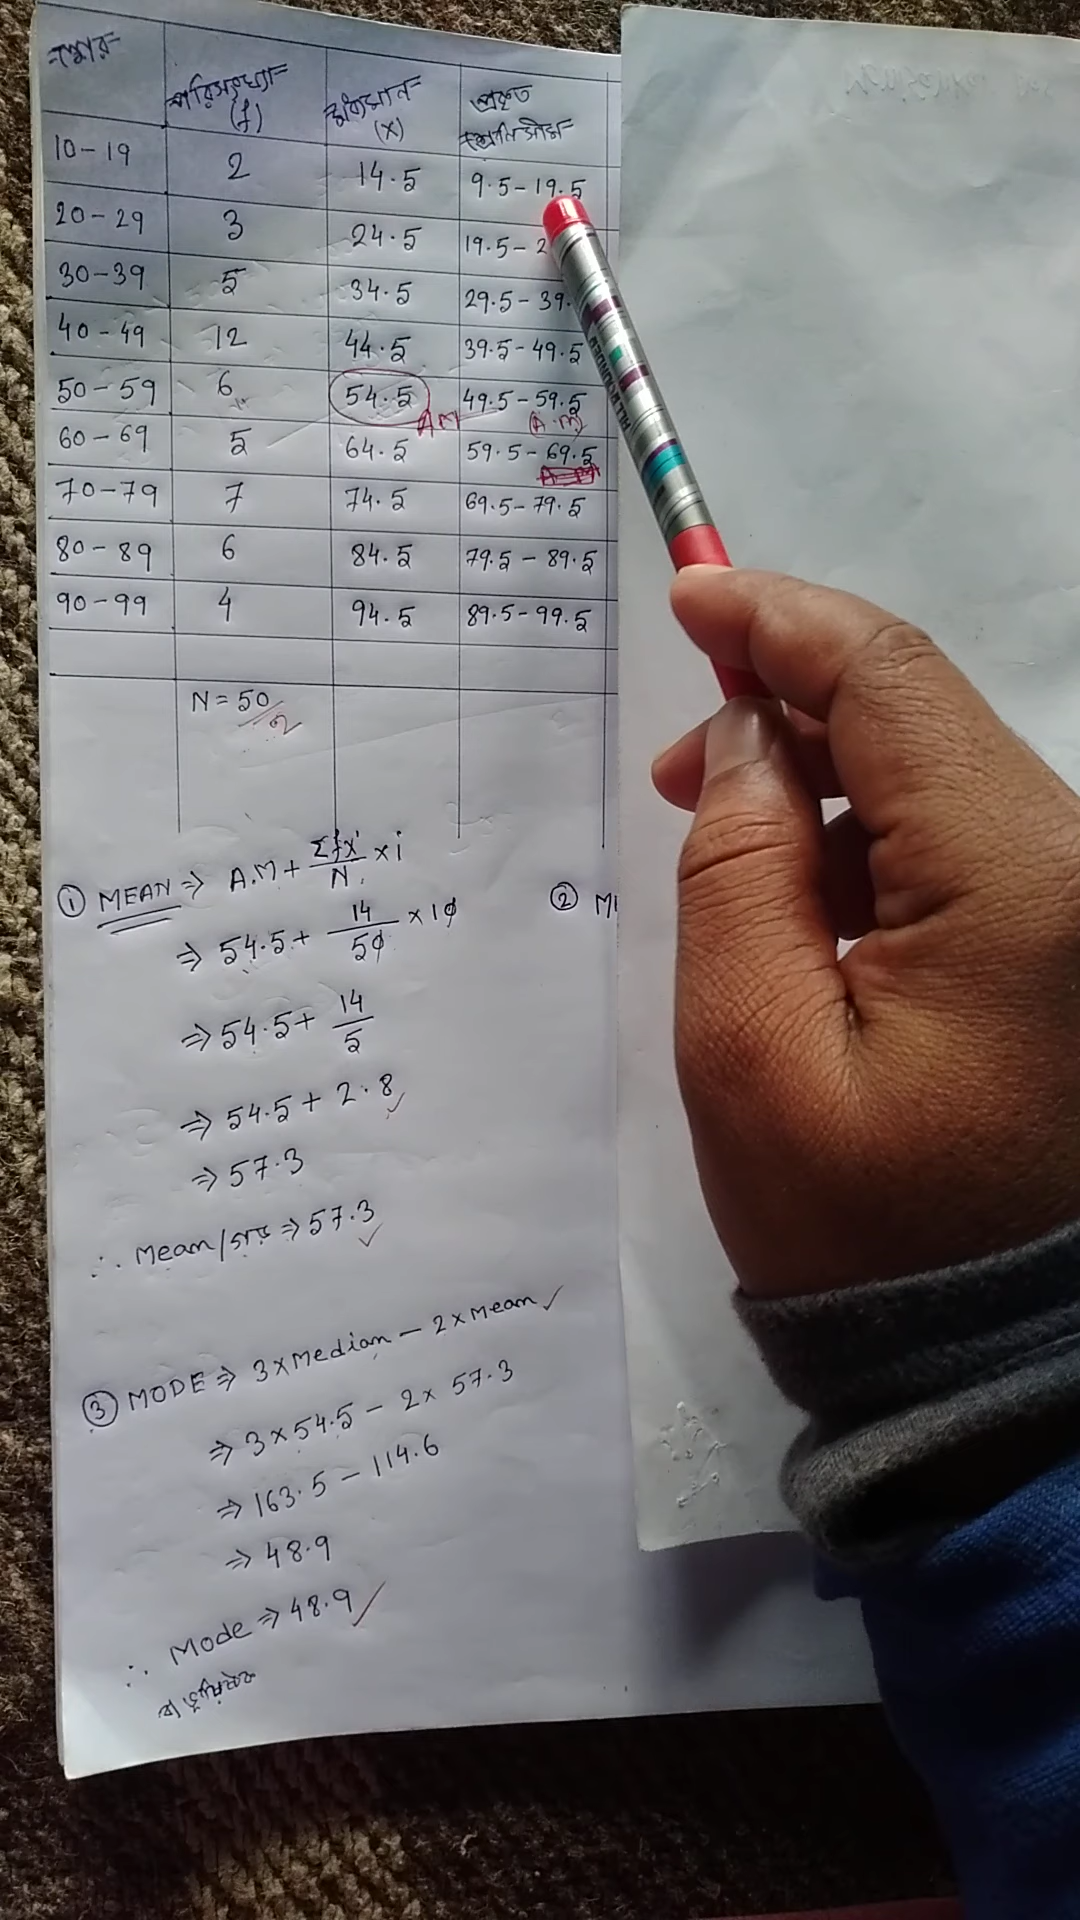 নম্বর
পরিসংখ্যা (f)
মধ্যমান (x)
প্রকৃত
10-19 2 14.5 9.5-19.5
20-29 3 24.5 19.5-2
30-39 5 34.5 29.5-39.
40-49 12 44.5 39.5-49.5
50-59 6 54.5 49.5-59.5
AM (A.M)
60-69 5 64.5 59.5-69.5
70-79 7 74.5 69.5-79.5
80-89 6 84.5 79.5-89.5
90-99 4 94.5 89.5-99.5
N=50
2
① MEAN ⇒ A.M + Σfx'/N × i
⇒ 54.5 + 14/50 × 10
② M
⇒ 54.5 + 14/5
⇒ 54.5 + 2.8 ✓
⇒ 57.3
∴ Mean/গড় ⇒ 57.3 ✓
③ MODE ⇒ 3×Median - 2×Mean ✓
⇒ 3×54.5 - 2×57.3
⇒ 163.5 - 114.6
⇒ 48.9
∴ Mode ⇒ 48.9 ✓
ALLROUNDER